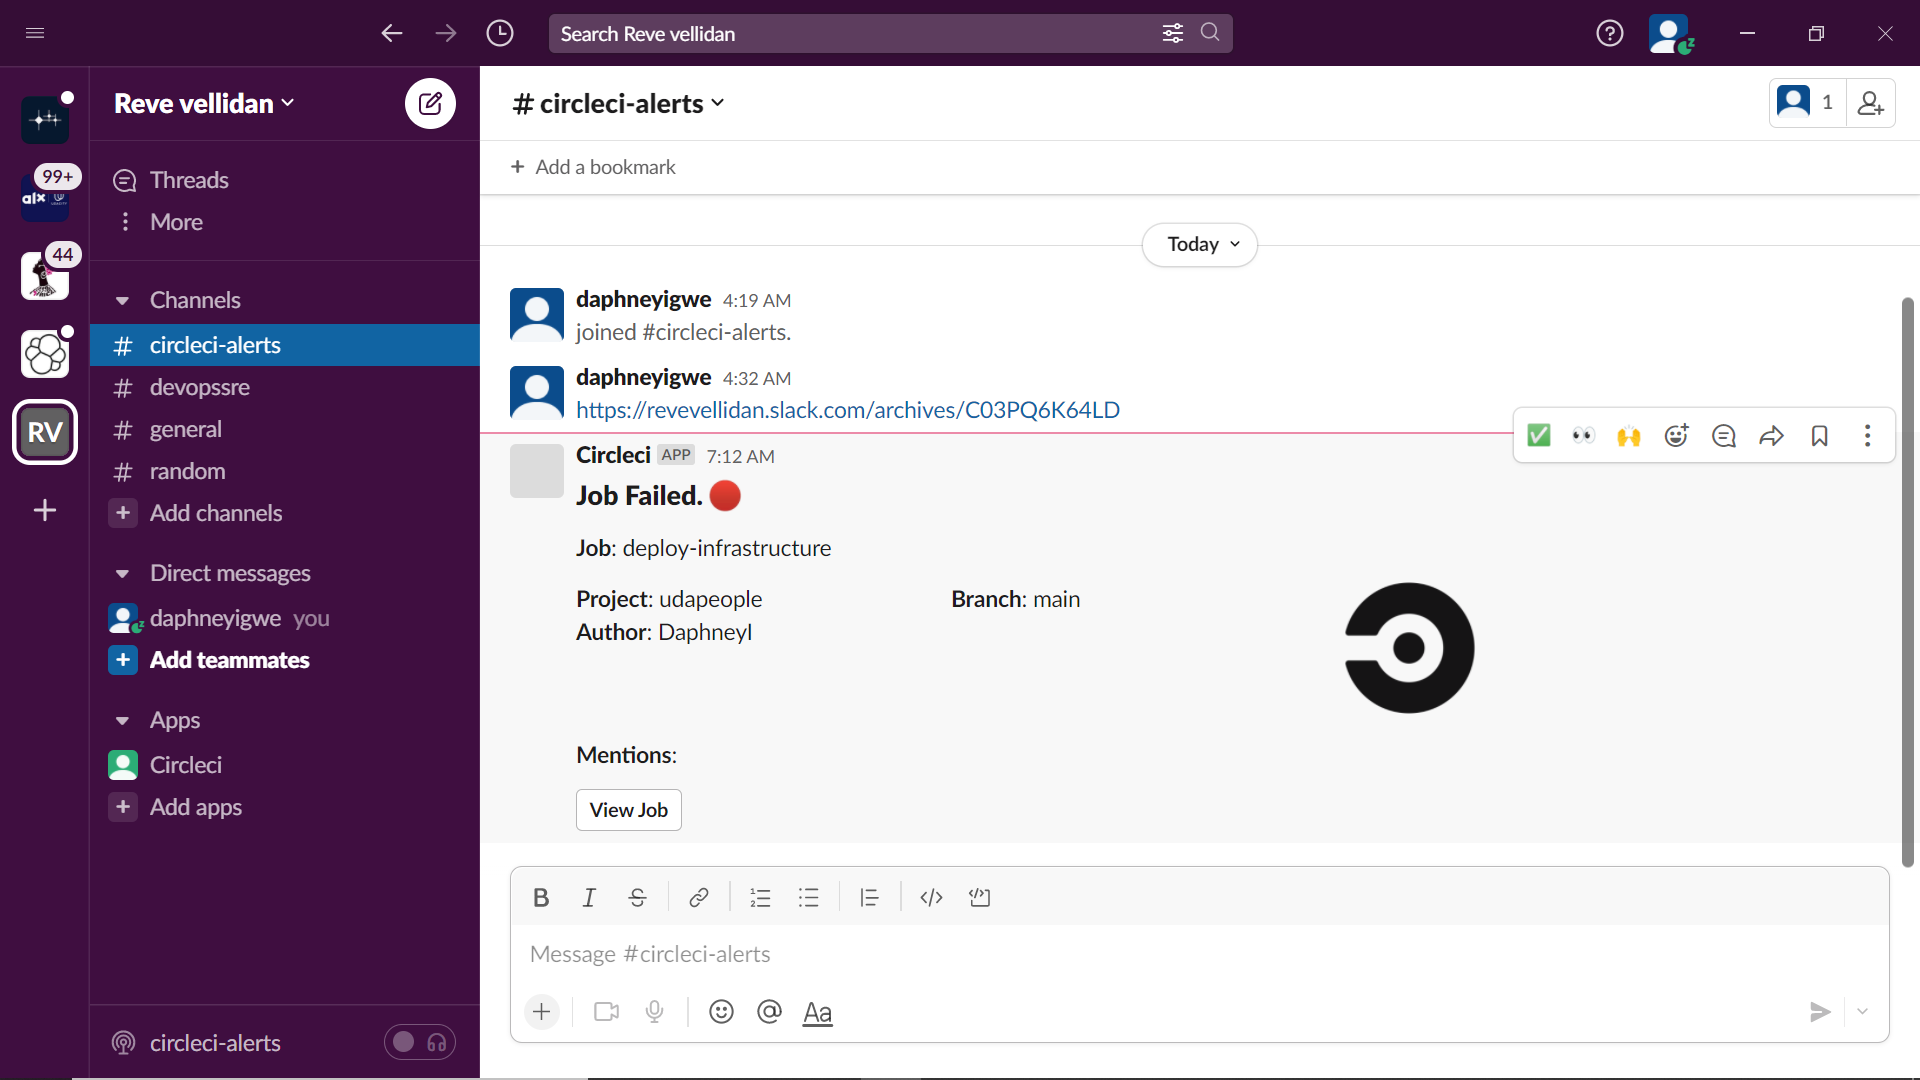 Search Reve vellidan
Reve vellidan
99+
alx
44
RV
Threads
More
Channels
# circleci-alerts
# devopssre
# general
# random
+ Add channels
Direct messages
daphneyigwe you
+ Add teammates
Apps
Circleci
+ Add apps
circleci-alerts
# circleci-alerts
1
+ Add a bookmark
Today
daphneyigwe 4:19 AM
joined #circleci-alerts.
daphneyigwe 4:32 AM
https://revevellidan.slack.com/archives/C03PQ6K64LD
Circleci APP 7:12 AM
Job Failed.
Job: deploy-infrastructure
Project: udapeople Branch: main
Author: DaphneyI
Mentions:
View Job
B I S
Message #circleci-alerts
Aa